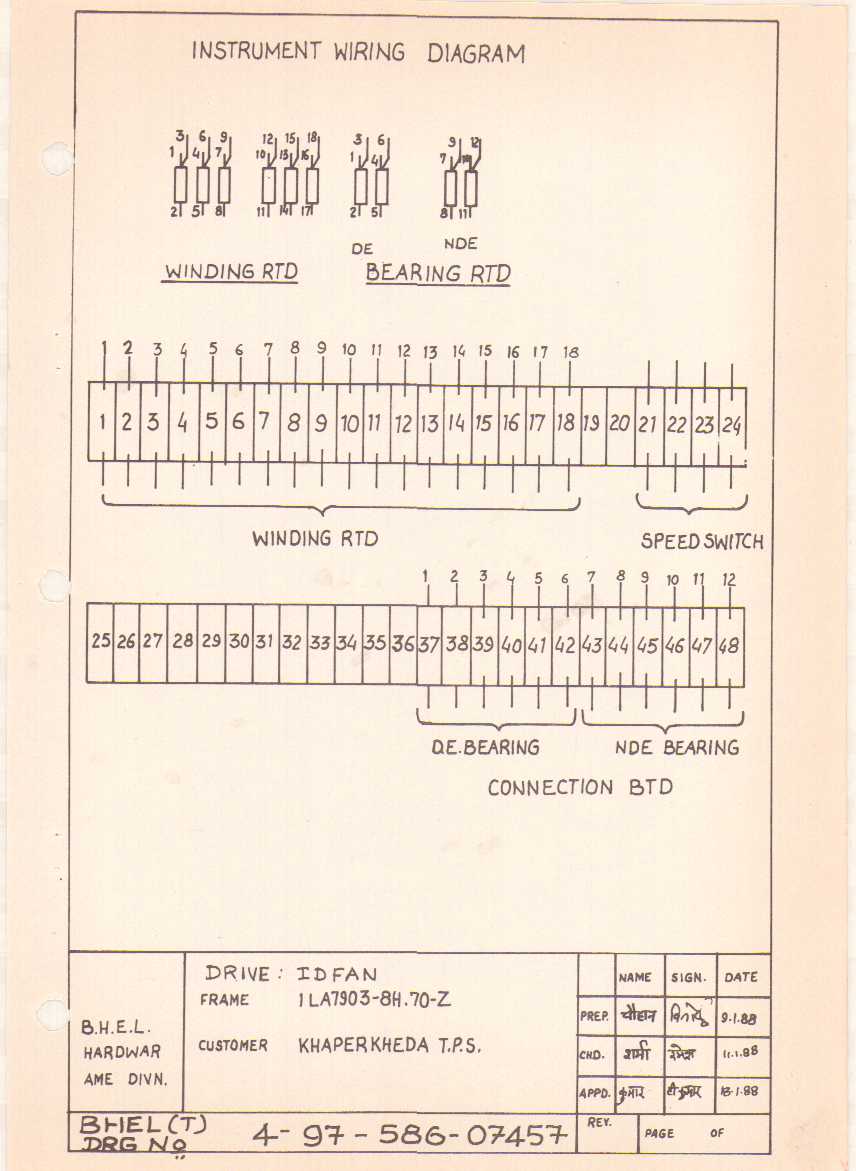 INSTRUMENT WIRING DIAGRAM
3 6 9 12 15 18 3 6 9 12
1 4 7 10 13 16 1 4 7 10
2 5 8 11 14 17 2 5 8 11
DE NDE
WINDING RTD BEARING RTD
1 2 3 4 5 6 7 8 9 10 11 12 13 14 15 16 17 18
1 2 3 4 5 6 7 8 9 10 11 12 13 14 15 16 17 18 19 20 21 22 23 24
WINDING RTD SPEED SWITCH
1 2 3 4 5 6 7 8 9 10 11 12
25 26 27 28 29 30 31 32 33 34 35 36 37 38 39 40 41 42 43 44 45 46 47 48
D.E. BEARING NDE BEARING
CONNECTION BTD
B.H.E.L.
HARDWAR
AME DIVN.
DRIVE : ID FAN
FRAME 1LA7903-8H.70-Z
CUSTOMER KHAPERKHEDA T.P.S.
NAME SIGN. DATE
PREP. चौहान 9.1.88
CHD. शर्मा 11.1.88
APPD. कुमार 13.1.88
BHEL (T)
DRG No 4-97-586-07457
REV. PAGE OF